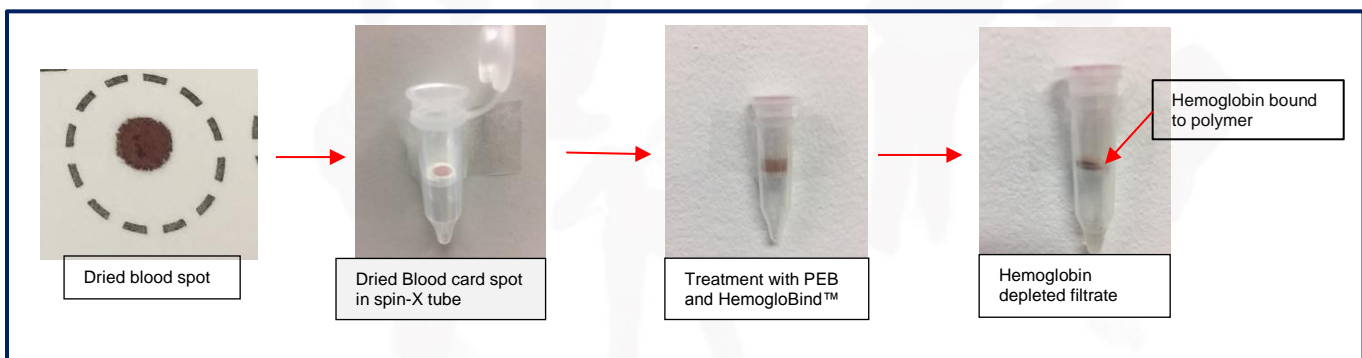 Dried blood spot
Dried Blood card spot
in spin-X tube
Treatment with PEB
and HemogloBind™
Hemoglobin
depleted filtrate
Hemoglobin bound
to polymer